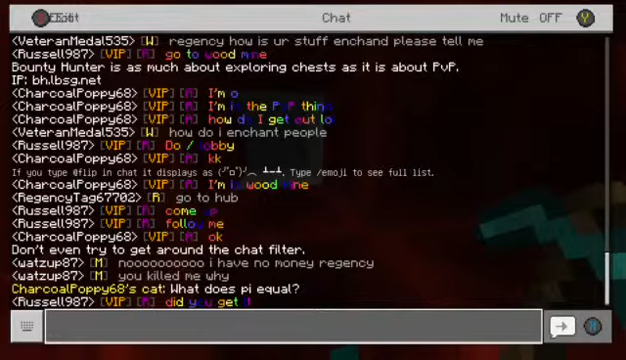 Exit Chat Mute OFF Y
<VeteranMedal535> [W] regency how is ur stuff enchand please tell me
<Russell987> [VIP] [A] go to wood mine
Bounty Hunter is as much about exploring chests as it is about PvP.
IP: bh.lbsg.net
<CharcoalPoppy68> [VIP] [A] I'm o
<CharcoalPoppy68> [VIP] [A] I'm in the PvP thin
<CharcoalPoppy68> [VIP] [A] how do I get out lo
<VeteranMedal535> [W] how do i enchant people
<Russell987> [VIP] [A] Do / lobby
<CharcoalPoppy68> [VIP] [A] kk
If you type @flip in chat it displays as (╯°□°)╯︵ ┻━┻. Type /emoji to see full list.
<CharcoalPoppy68> [VIP] [A] I'm in wood mine
<RegencyTag67702> [R] go to hub
<Russell987> [VIP] [A] come up
<Russell987> [VIP] [A] follow me
<CharcoalPoppy68> [VIP] [A] ok
Don't even try to get around the chat filter.
<watzup87> [M] noooooooooo i have no money regency
<watzup87> [M] you killed me why
CharcoalPoppy68's cat: What does pi equal?
<Russell987> [VIP] [A] did you get